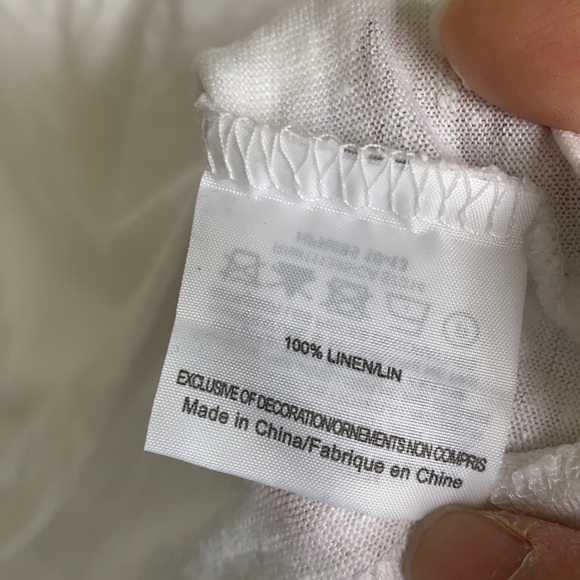 100% LINEN/LIN
EXCLUSIVE OF DECORATION/ORNEMENTS NON COMPRIS
Made in China/Fabrique en Chine